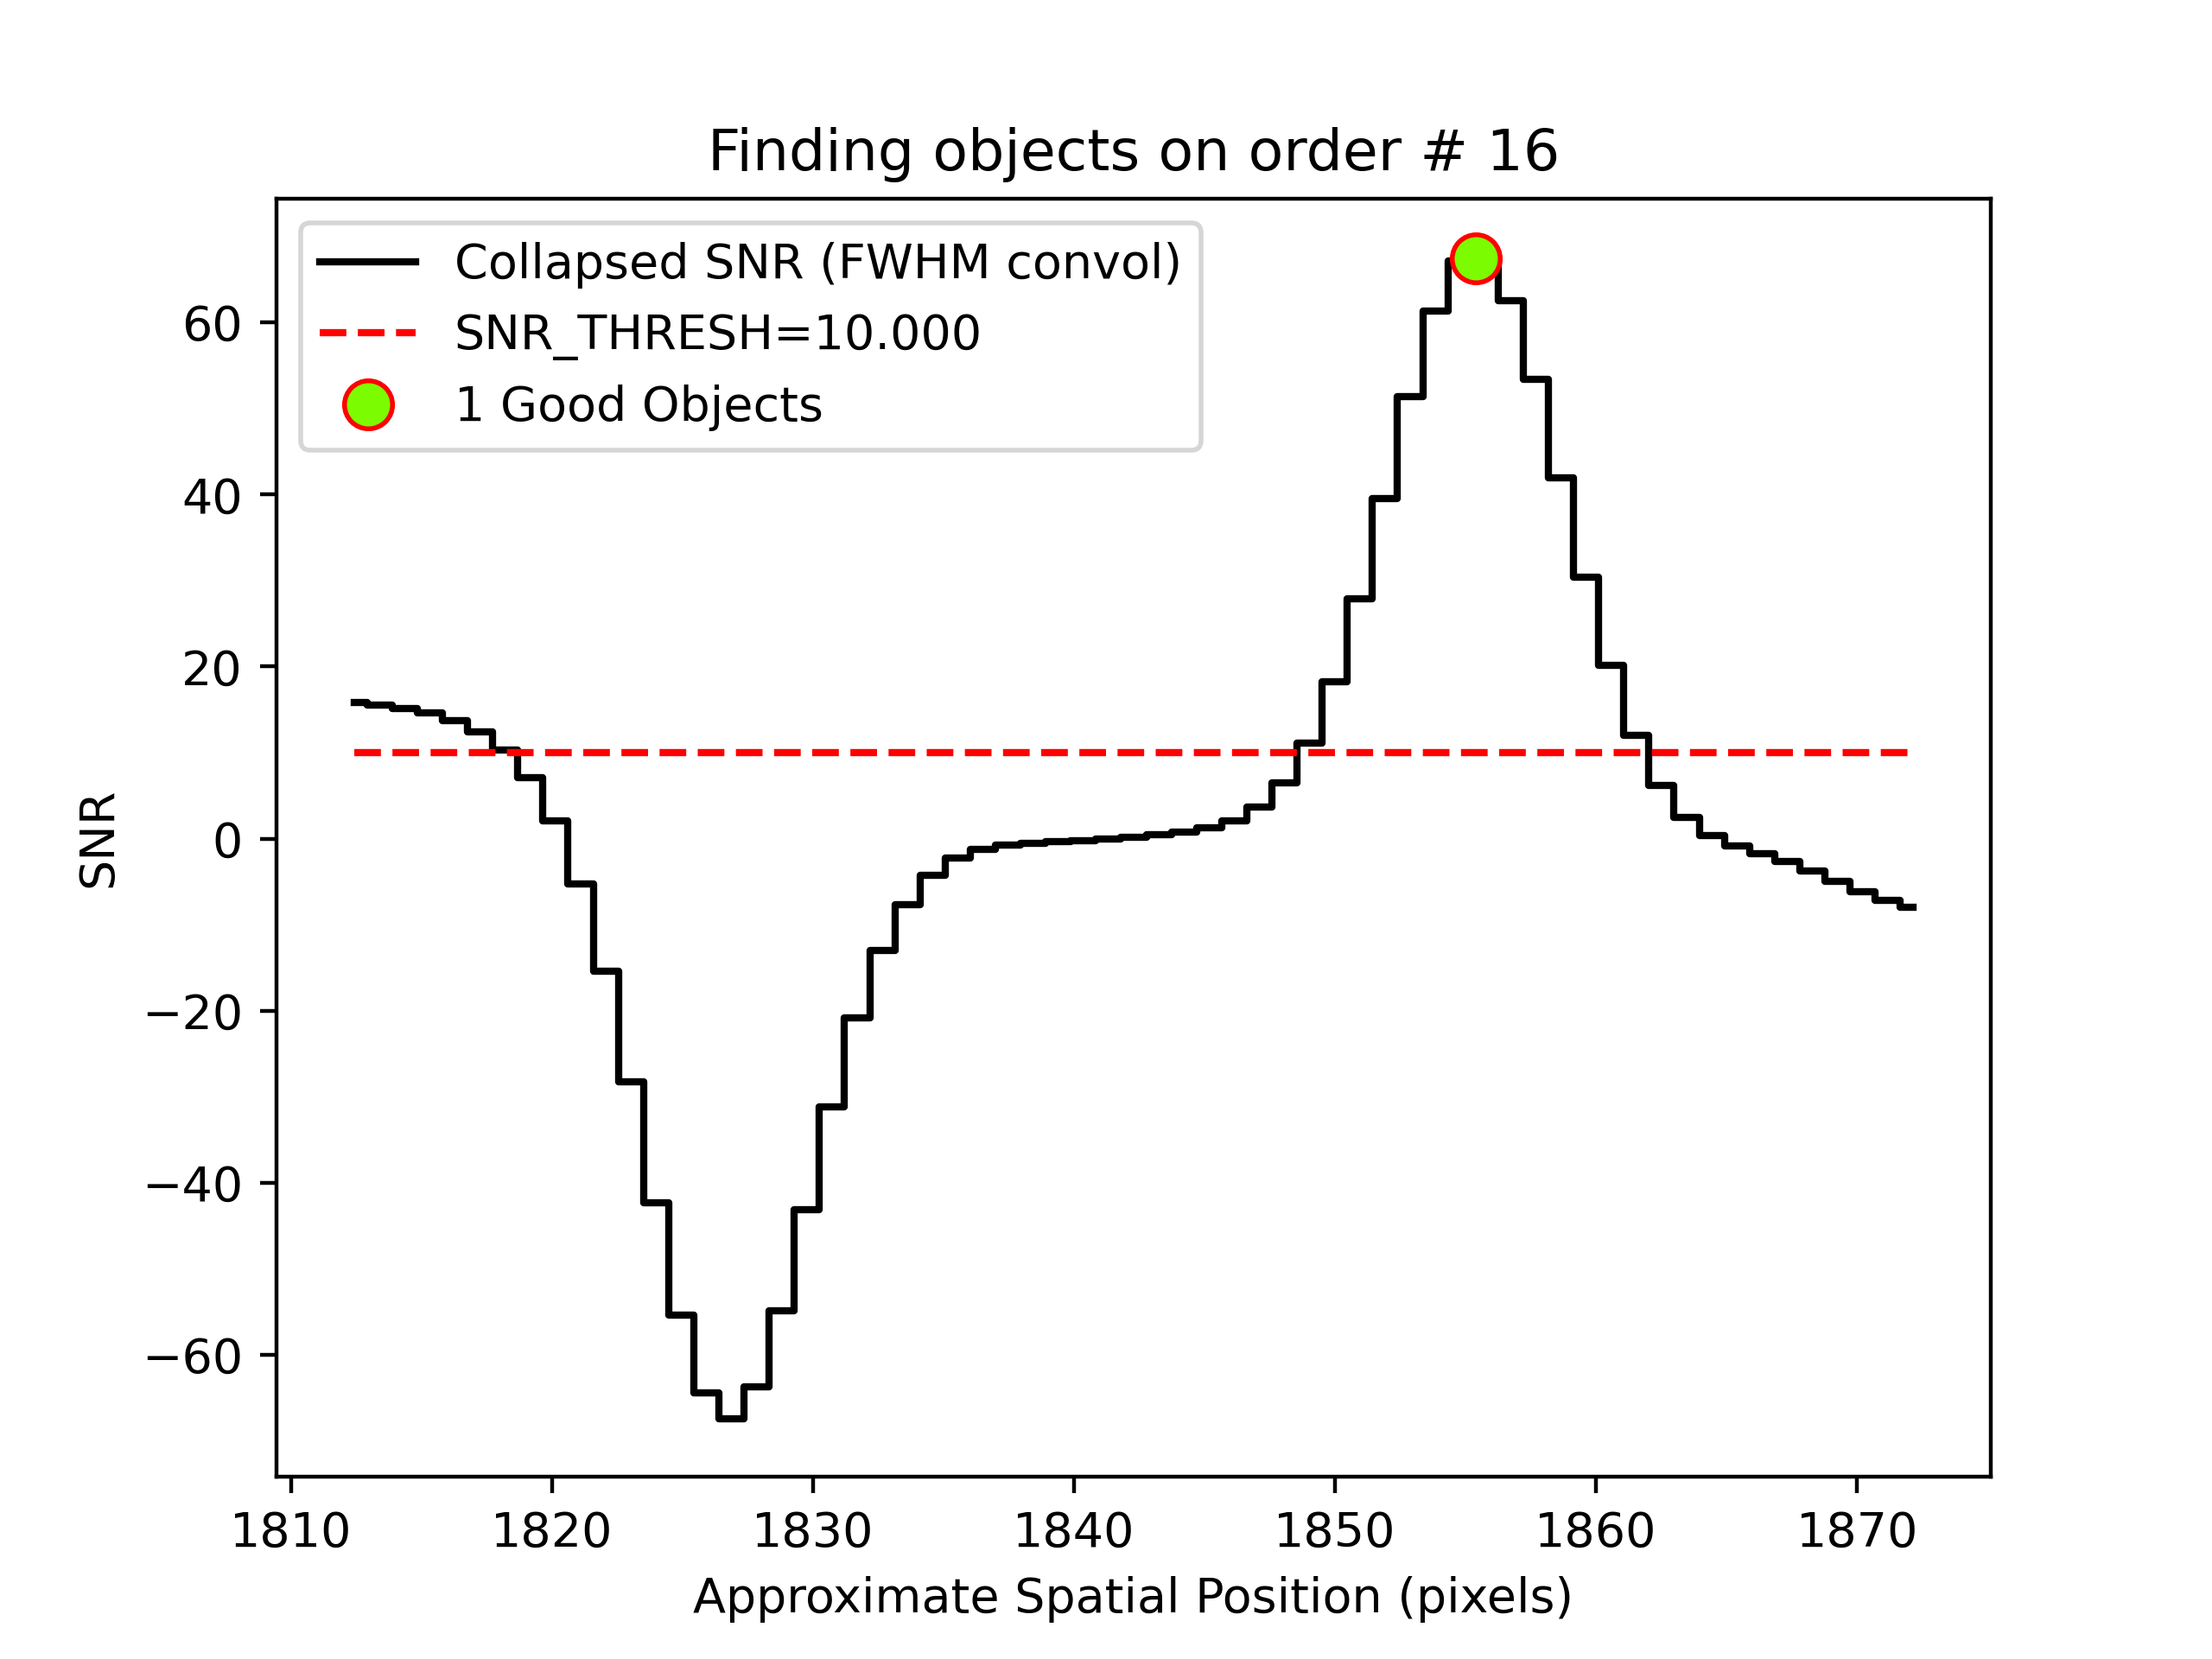 Finding objects on order # 16
Collapsed SNR (FWHM convol)
SNR_THRESH=10.000
1 Good Objects
60
40
20
0
−20
−40
−60
SNR
1810 1820 1830 1840 1850 1860 1870
Approximate Spatial Position (pixels)